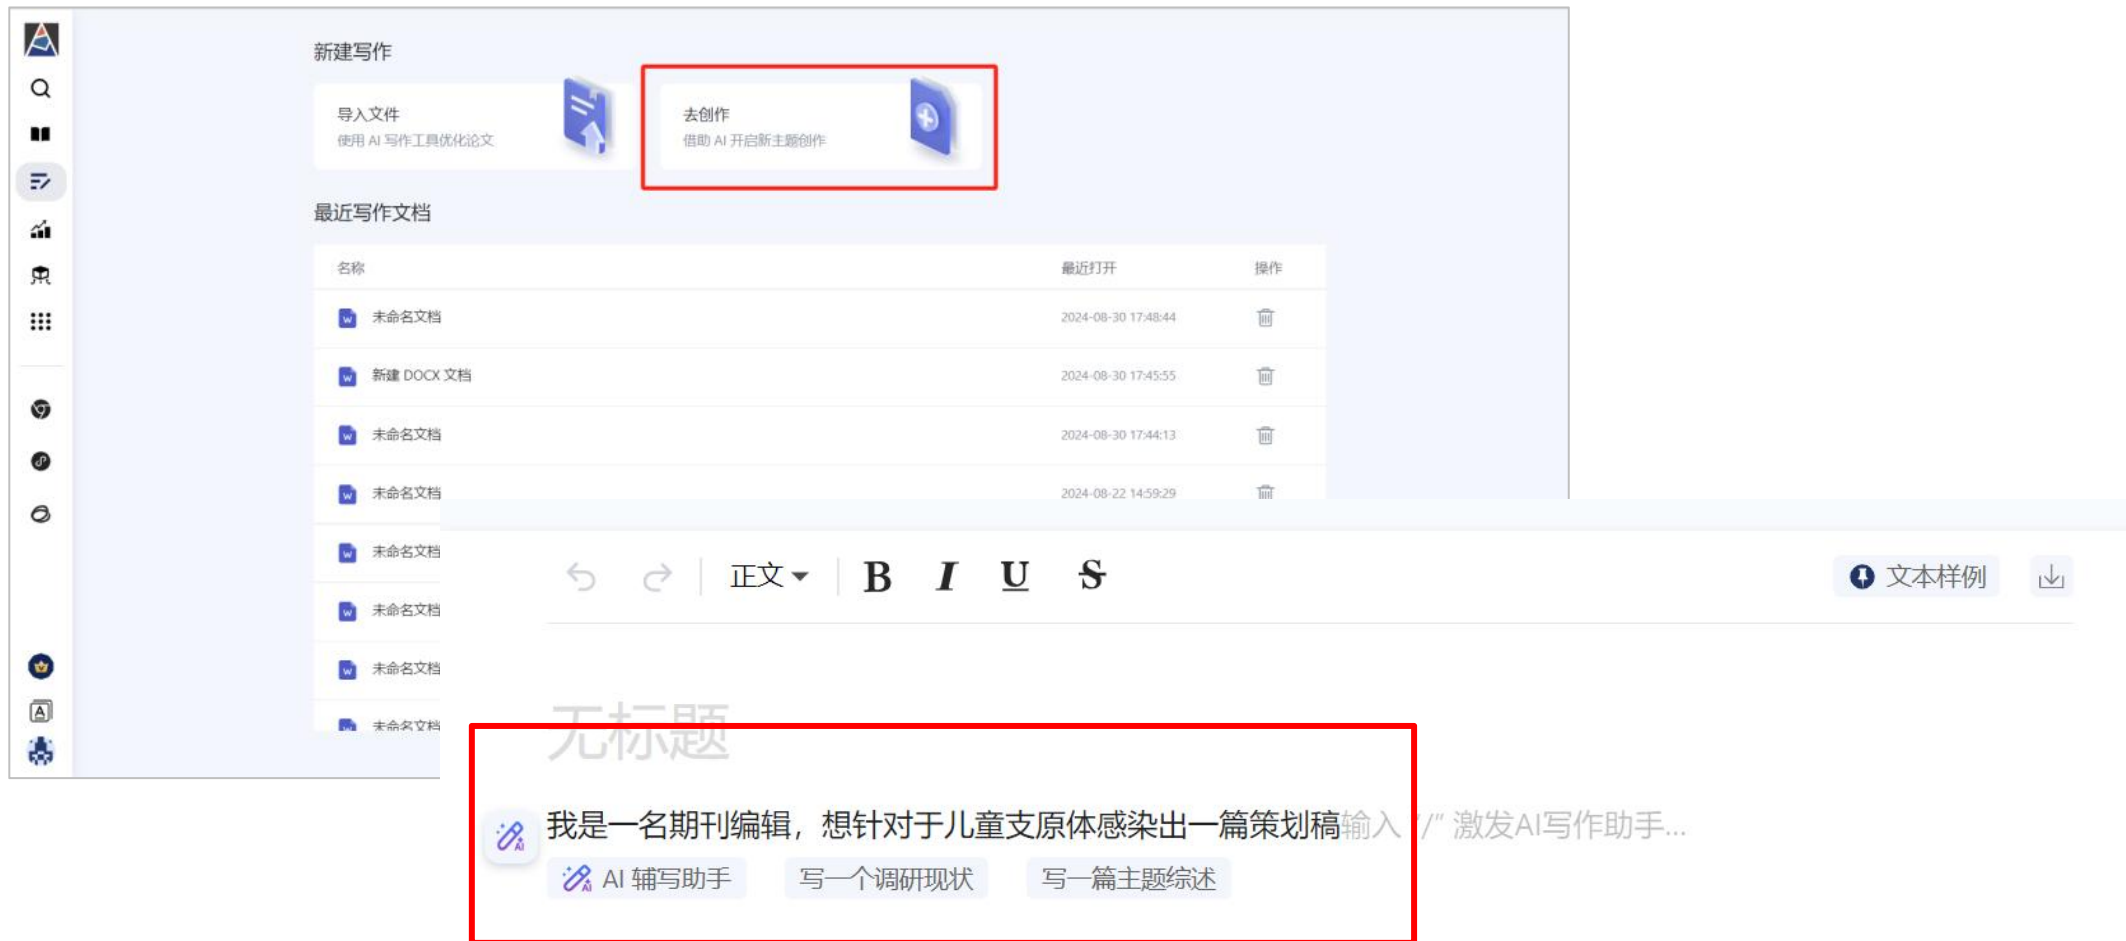 新建写作
导入文件
使用 AI 写作工具优化论文
去创作
借助 AI 开启新主题创作
最近写作文档
名称 最近打开 操作
未命名文档 2024-08-30 17:48:44
新建 DOCX 文档 2024-08-30 17:45:55
未命名文档 2024-08-30 17:44:13
未命名文档 2024-08-22 14:59:29
未命名文档
未命名文档
未命名文档
未命名文档
正文 B I U S 文本样例
无标题
我是一名期刊编辑，想针对于儿童支原体感染出一篇策划稿输入 "/" 激发AI写作助手...
AI 辅写助手 写一个调研现状 写一篇主题综述